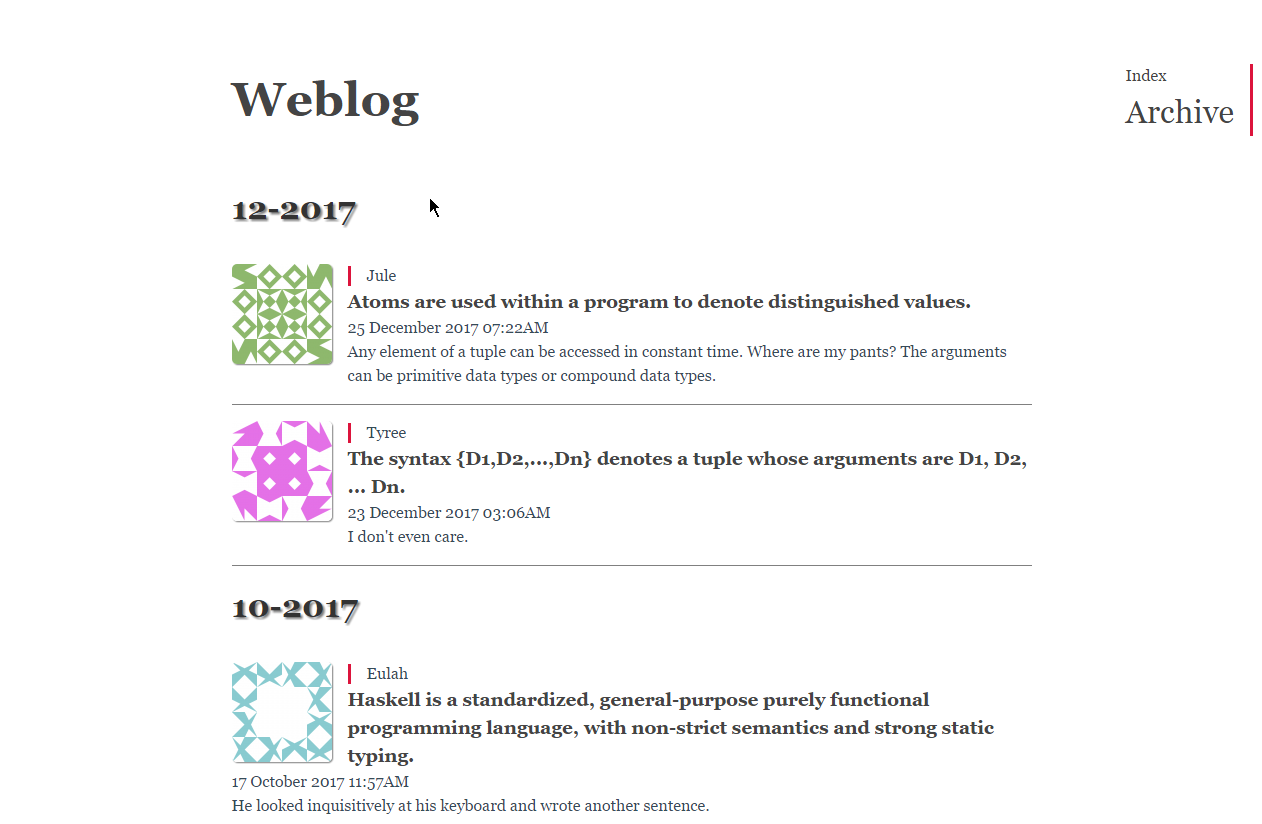 Weblog
Index
Archive
12-2017
Jule
Atoms are used within a program to denote distinguished values.
25 December 2017 07:22AM
Any element of a tuple can be accessed in constant time. Where are my pants? The arguments
can be primitive data types or compound data types.
Tyree
The syntax {D1,D2,...,Dn} denotes a tuple whose arguments are D1, D2,
... Dn.
23 December 2017 03:06AM
I don't even care.
10-2017
Eulah
Haskell is a standardized, general-purpose purely functional
programming language, with non-strict semantics and strong static
typing.
17 October 2017 11:57AM
He looked inquisitively at his keyboard and wrote another sentence.